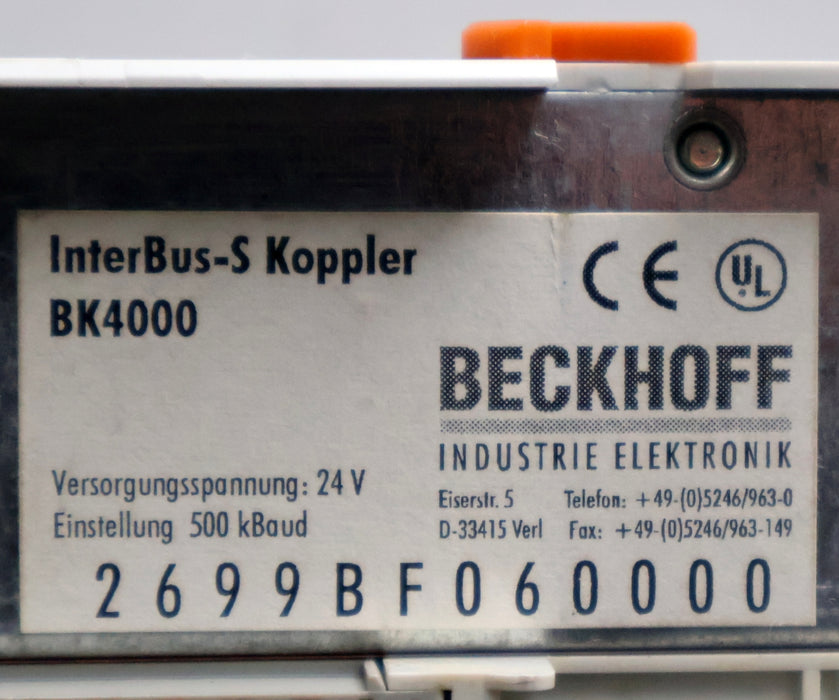 InterBus-S Koppler
BK4000
CE UL
BECKHOFF
INDUSTRIE ELEKTRONIK
Versorgungsspannung: 24 V
Einstellung 500 kBaud
Eiserstr. 5 Telefon: +49-(0)5246/963-0
D-33415 Verl Fax: +49-(0)5246/963-149
2699BF060000